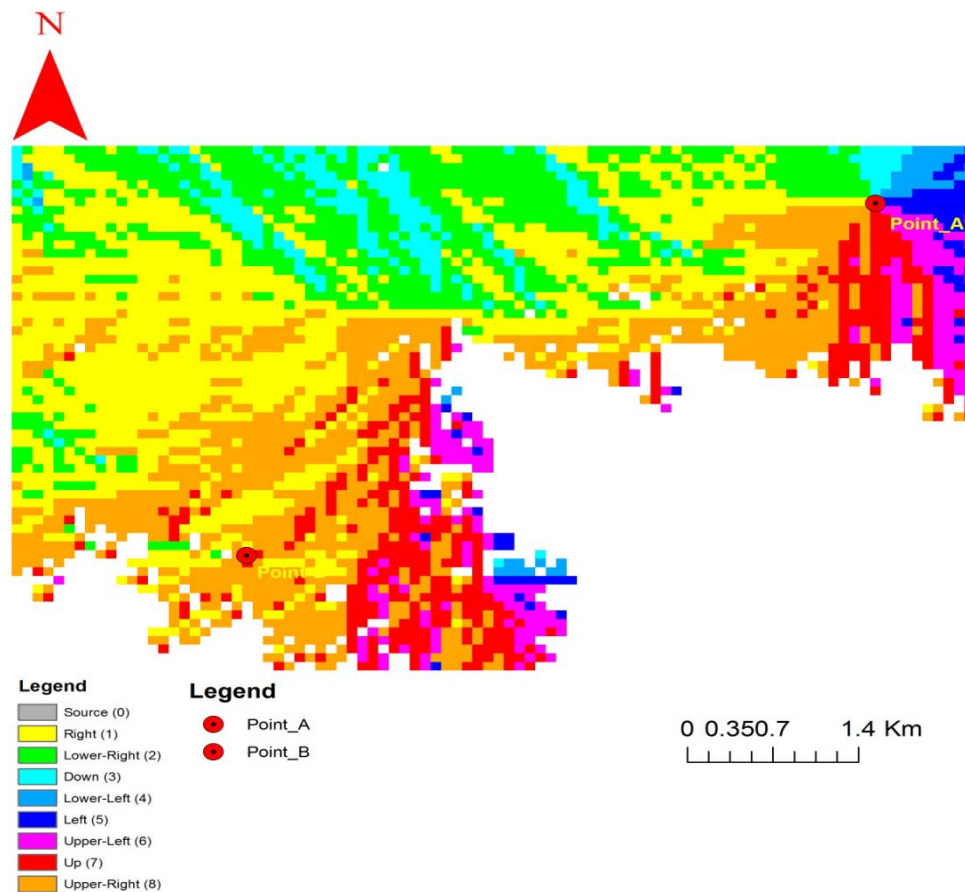 N
Point_A
Point
Legend
Source (0)
Right (1)
Lower-Right (2)
Down (3)
Lower-Left (4)
Left (5)
Upper-Left (6)
Up (7)
Upper-Right (8)
Legend
Point_A
Point_B
0 0.350.7 1.4 Km